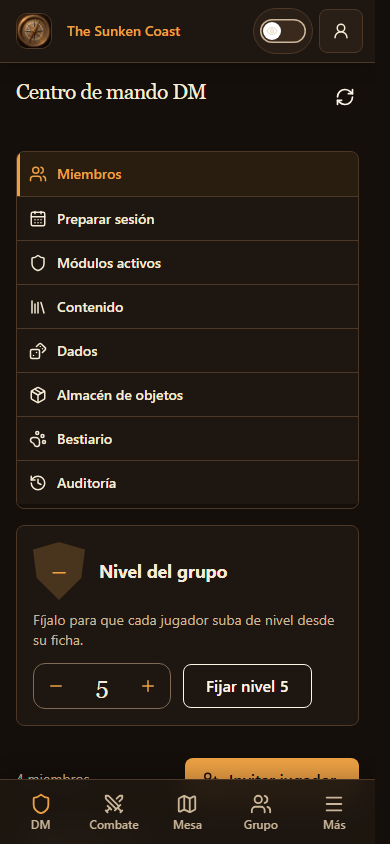 The Sunken Coast
Centro de mando DM
Miembros
Preparar sesión
Módulos activos
Contenido
Dados
Almacén de objetos
Bestiario
Auditoría
Nivel del grupo
Fíjalo para que cada jugador suba de nivel desde
su ficha.
5
Fijar nivel 5
4 miembros
Invitar jugador
DM
Combate
Mesa
Grupo
Más